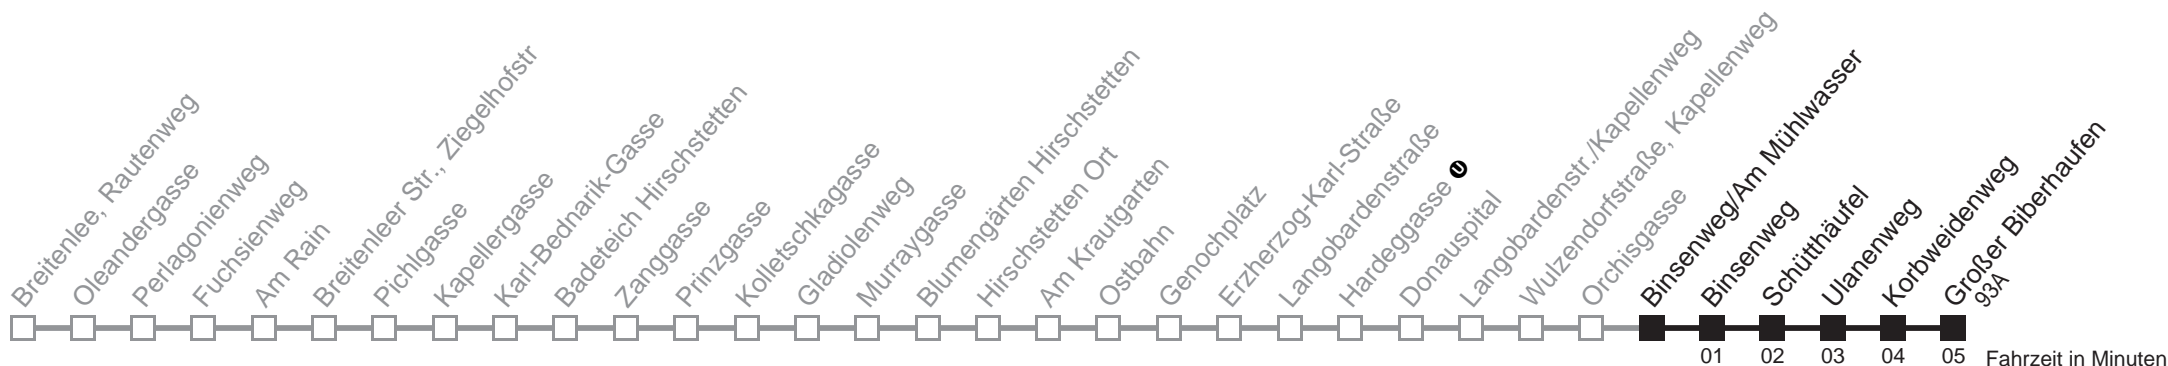 Breitenlee, Rautenweg
Oleandergasse
Perlagonienweg
Fuchsienweg
Am Rain
Breitenleer Str., Ziegelhofstr
Pichlgasse
Kapellergasse
Karl-Bednarik-Gasse
Badeteich Hirschstetten
Zanggasse
Prinzgasse
Kolletschkagasse
Gladiolenweg
Murraygasse
Blumengärten Hirschstetten
Hirschstetten Ort
Am Krautgarten
Ostbahn
Genochplatz
Erzherzog-Karl-Straße
Langobardenstraße
Hardeggasse U
Donauspital
Langobardenstr./Kapellenweg
Wulzendorfstraße, Kapellenweg
Orchisgasse
Binsenweg/Am Mühlwasser
Binsenweg
Schütthäufel
Ulanenweg
Korbweidenweg
Großer Biberhaufen
93A
01 02 03 04 05 Fahrzeit in Minuten